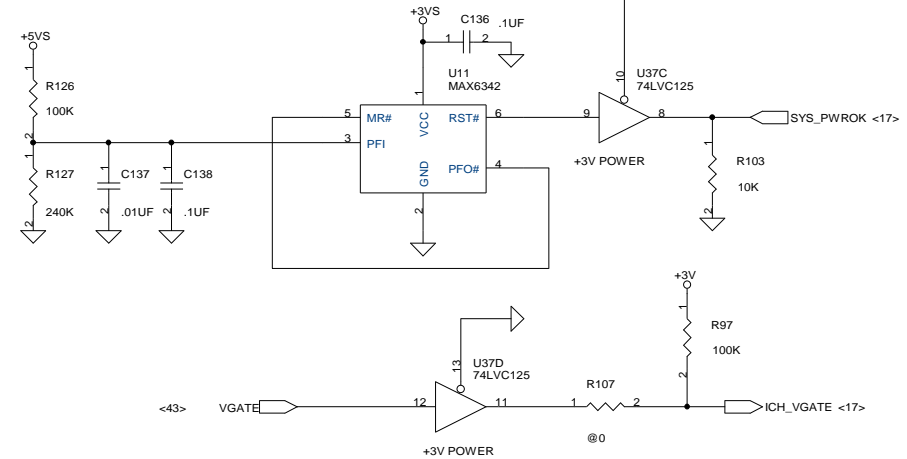 +3VS
C136 .1UF
1 2
+5VS
1
R126
100K
2
U11
MAX6342
1
5 MR# VCC RST# 6
3 PFI
GND PFO# 4
2
10
U37C
74LVC125
9 8
SYS_PWROK <17>
+3V POWER
1
R103
10K
2
1
R127
240K
2
1
C137
2 .01UF
1
C138
2 .1UF
+3V
1
R97
100K
2
13
U37D
74LVC125
<43> VGATE 12 11
R107
1 2
ICH_VGATE <17>
@0
+3V POWER